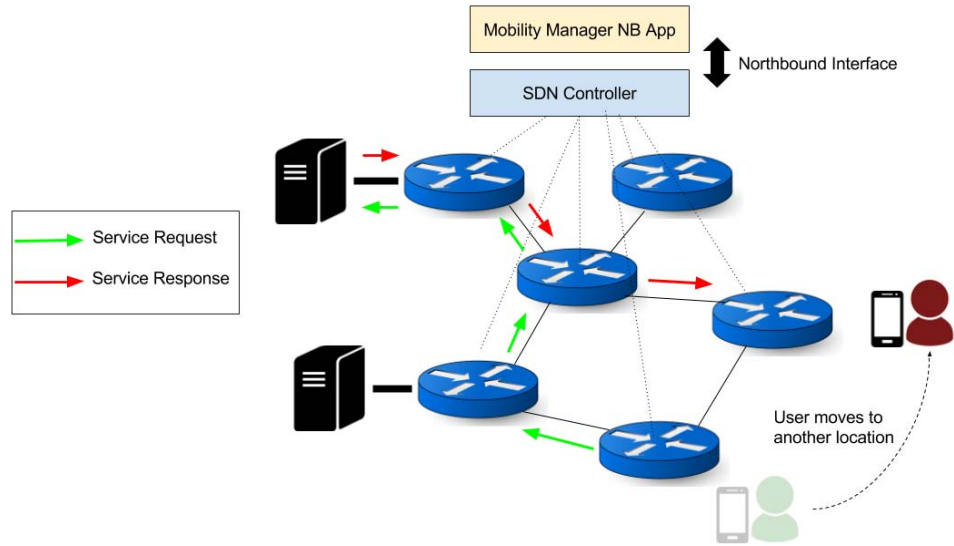 Mobility Manager NB App
Northbound Interface
SDN Controller
Service Request
Service Response
User moves to
another location